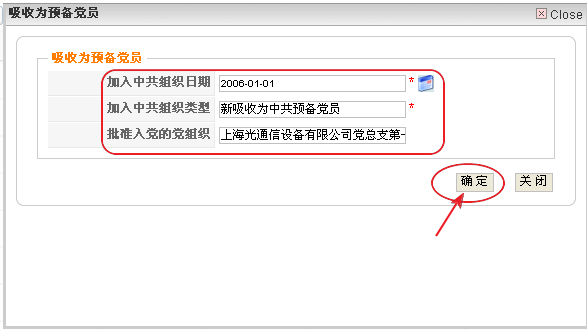 吸收为预备党员 Close
吸收为预备党员
加入中共组织日期 2006-01-01 *
加入中共组织类型 新吸收为中共预备党员 *
批准入党的党组织 上海光通信设备有限公司党总支第一
确 定 关 闭